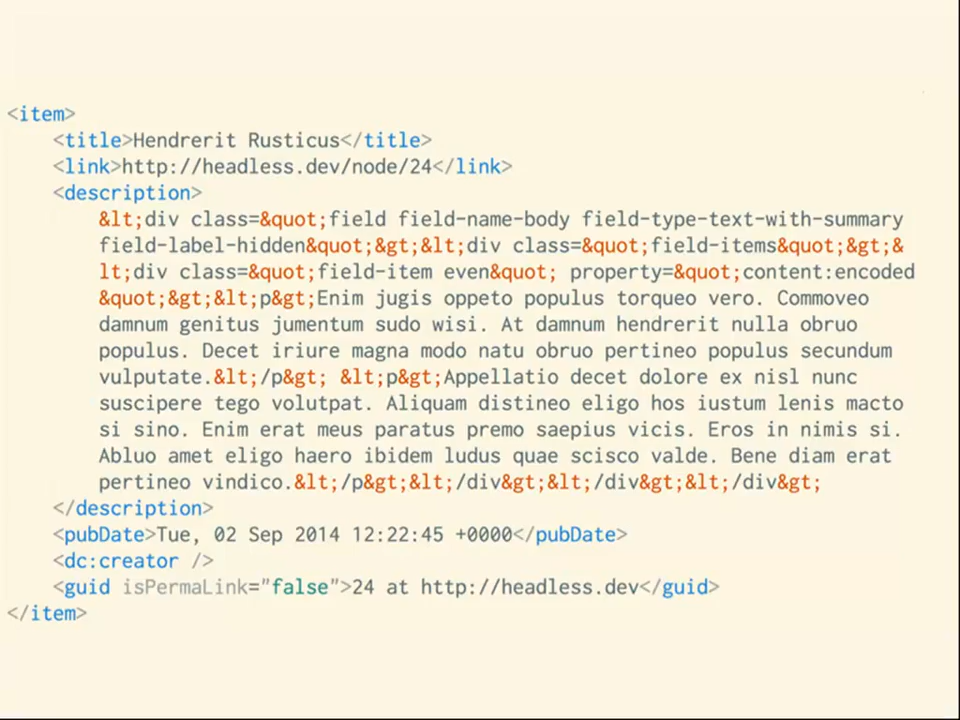 <item>
<title>Hendrerit Rusticus</title>
<link>http://headless.dev/node/24</link>
<description>
&lt;div class=&quot;field field-name-body field-type-text-with-summary
field-label-hidden&quot;&gt;&lt;div class=&quot;field-items&quot;&gt;&
lt;div class=&quot;field-item even&quot; property=&quot;content:encoded
&quot;&gt;&lt;p&gt;Enim jugis oppeto populus torqueo vero. Commoveo
damnum genitus jumentum sudo wisi. At damnum hendrerit nulla obruo
populus. Decet iriure magna modo natu obruo pertineo populus secundum
vulputate.&lt;/p&gt; &lt;p&gt;Appellatio decet dolore ex nisl nunc
suscipere tego volutpat. Aliquam distineo eligo hos iustum lenis macto
si sino. Enim erat meus paratus premo saepius vicis. Eros in nimis si.
Abluo amet eligo haero ibidem ludus quae scisco valde. Bene diam erat
pertineo vindico.&lt;/p&gt;&lt;/div&gt;&lt;/div&gt;&lt;/div&gt;
</description>
<pubDate>Tue, 02 Sep 2014 12:22:45 +0000</pubDate>
<dc:creator />
<guid isPermaLink="false">24 at http://headless.dev</guid>
</item>